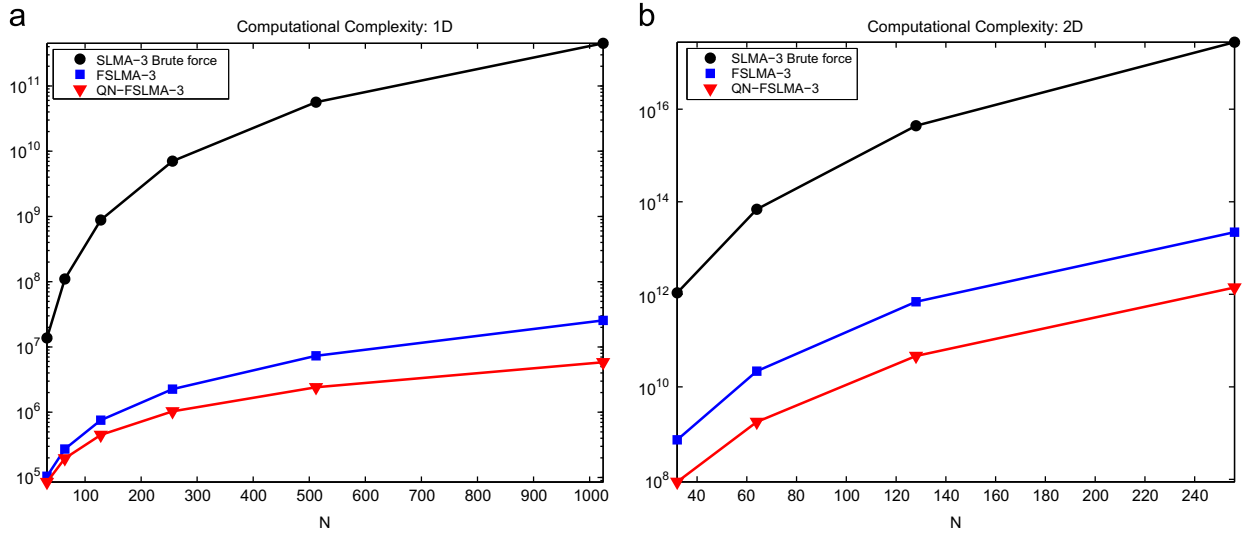 a
Computational Complexity: 1D
SLMA−3 Brute force
FSLMA−3
QN−FSLMA−3
10^11
10^10
10^9
10^8
10^7
10^6
10^5
100 200 300 400 500 600 700 800 900 1000
N
b
Computational Complexity: 2D
SLMA−3 Brute force
FSLMA−3
QN−FSLMA−3
10^16
10^14
10^12
10^10
10^8
40 60 80 100 120 140 160 180 200 220 240
N